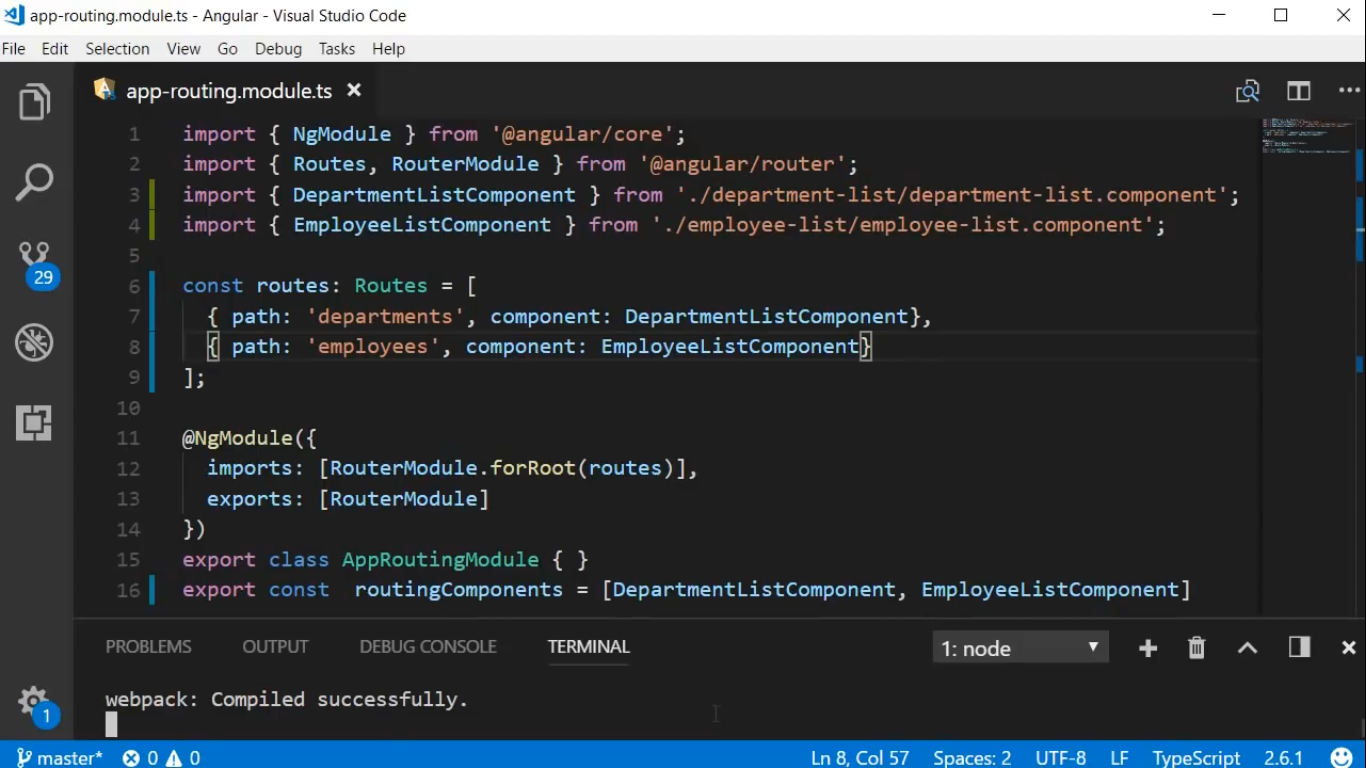 app-routing.module.ts - Angular - Visual Studio Code
File Edit Selection View Go Debug Tasks Help
app-routing.module.ts
1 import { NgModule } from '@angular/core';
2 import { Routes, RouterModule } from '@angular/router';
3 import { DepartmentListComponent } from './department-list/department-list.component';
4 import { EmployeeListComponent } from './employee-list/employee-list.component';
5
6 const routes: Routes = [
7 { path: 'departments', component: DepartmentListComponent},
8 { path: 'employees', component: EmployeeListComponent}
9 ];
10
11 @NgModule({
12 imports: [RouterModule.forRoot(routes)],
13 exports: [RouterModule]
14 })
15 export class AppRoutingModule { }
16 export const routingComponents = [DepartmentListComponent, EmployeeListComponent]
29
1
PROBLEMS OUTPUT DEBUG CONSOLE TERMINAL 1: node
webpack: Compiled successfully.
master* 0 0 Ln 8, Col 57 Spaces: 2 UTF-8 LF TypeScript 2.6.1